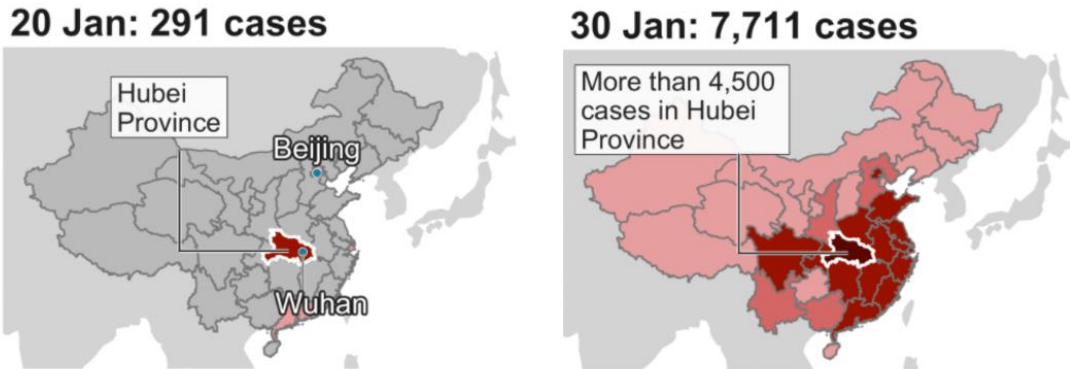 20 Jan: 291 cases
Hubei
Province
Beijing
Wuhan
30 Jan: 7,711 cases
More than 4,500
cases in Hubei
Province